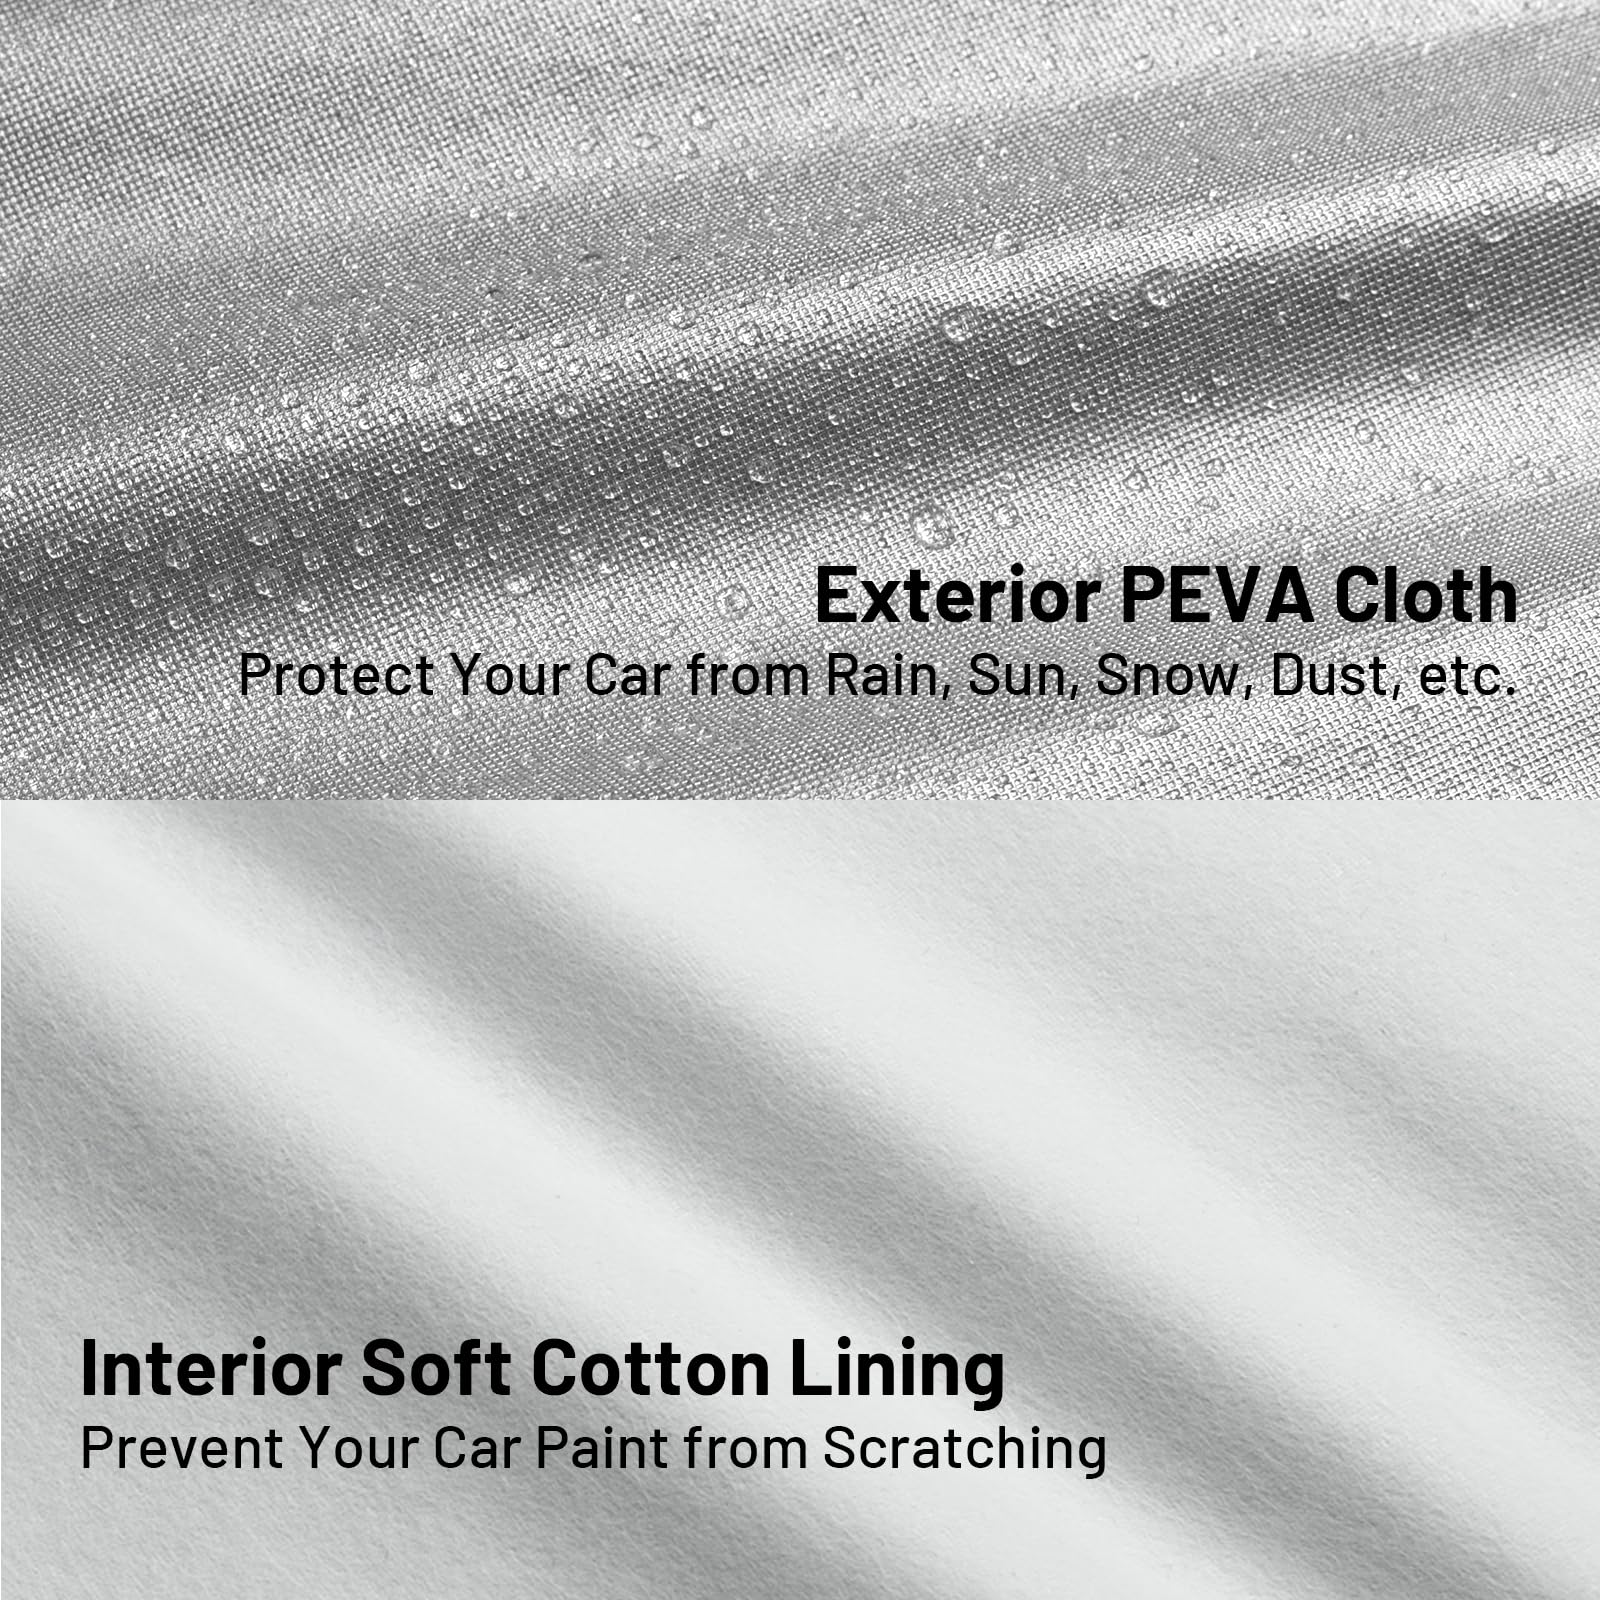 Exterior PEVA Cloth
Protect Your Car from Rain, Sun, Snow, Dust, etc.
Interior Soft Cotton Lining
Prevent Your Car Paint from Scratching